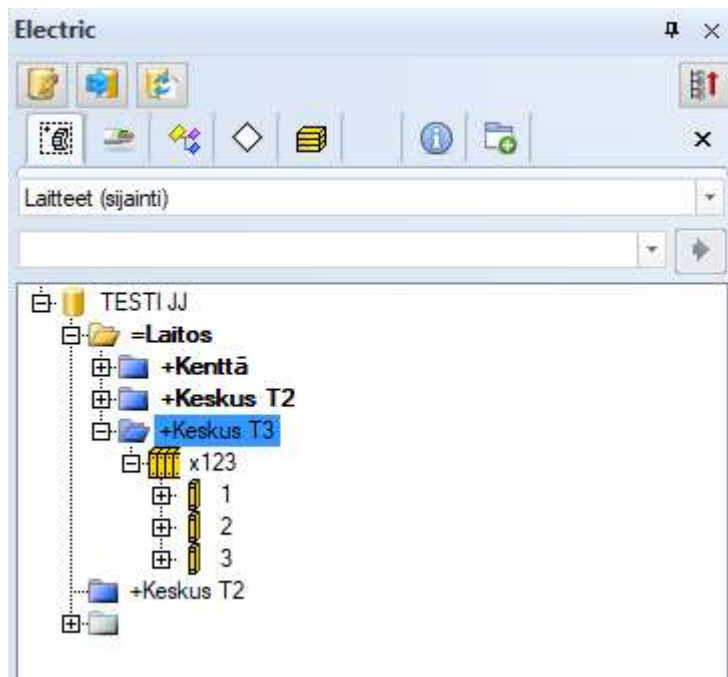 Electric
Laitteet (sijainti)
TESTI JJ
=Laitos
+Kenttä
+Keskus T2
+Keskus T3
x123
1
2
3
+Keskus T2